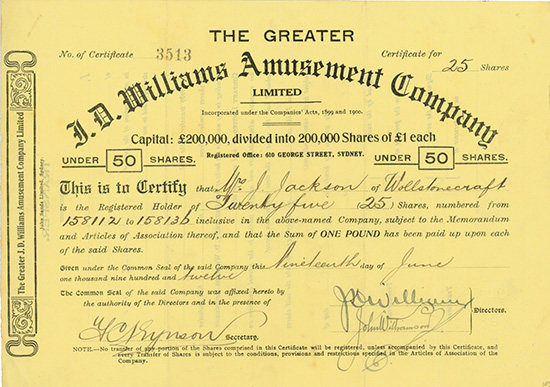 THE GREATER
No. of Certificate 3513 Certificate for 25 Shares
J. D. Williams Amusement Company
LIMITED
Incorporated under the Companies' Acts, 1899 and 1900.
Capital: £200,000, divided into 200,000 Shares of £1 each
Registered Office: 610 GEORGE STREET, SYDNEY.
UNDER 50 SHARES. UNDER 50 SHARES.
This is to Certify that Mrs J. Jackson of Wollstonecraft
is the Registered Holder of Twenty five (25) Shares, numbered from
158112 to 158136 inclusive in the above-named Company, subject to the Memorandum
and Articles of Association thereof, and that the Sum of ONE POUND has been paid up upon each
of the said Shares.
Given under the Common Seal of the said Company this Nineteenth day of June
one thousand nine hundred and twelve
The Common Seal of the said Company was affixed hereto by
the authority of the Directors and in the presence of
J D Williams
John Williamson
Directors.
Secretary.
NOTE.—No transfer of any portion of the Shares comprised in this Certificate will be registered, unless accompanied by this Certificate, and
every Transfer of Shares is subject to the conditions, provisions and restrictions specified in the Articles of Association of the
Company.
The Greater J. D. Williams Amusement Company Limited
John Sands Limited, Sydney.